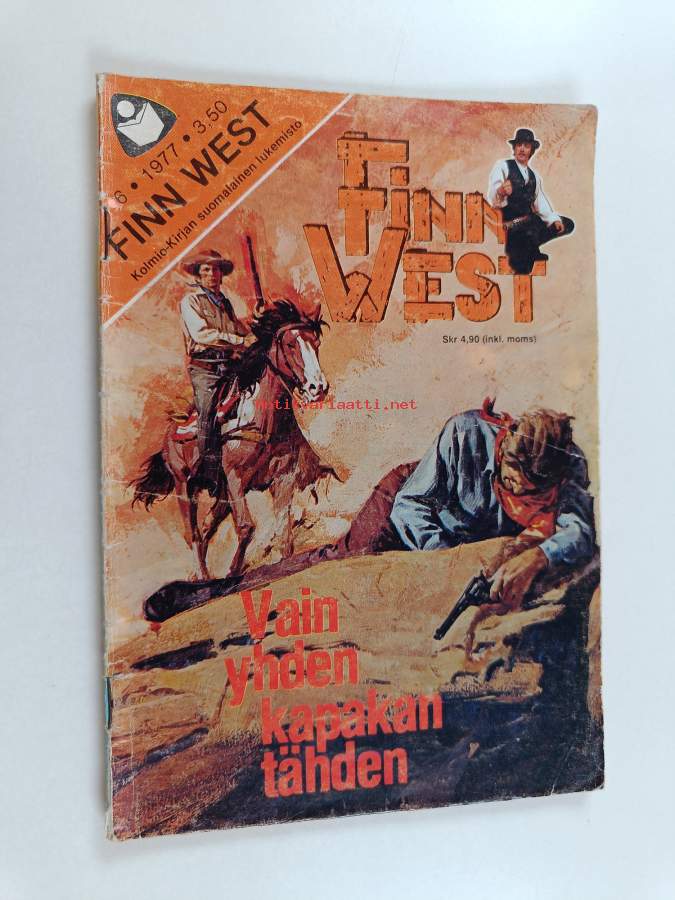 6 • 1977 • 3,50
FINN WEST
Kolmio-Kirjan suomalainen lukemisto
F.
FINN
WEST
Skr 4,90 (inkl. moms)
Antikvariaatti.net
Vain
yhden
kapakan
tähden